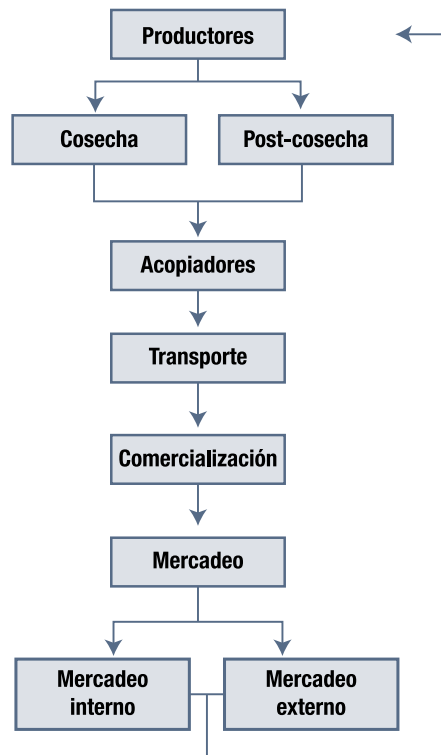 Productores
Cosecha
Post-cosecha
Acopiadores
Transporte
Comercialización
Mercadeo
Mercadeo
interno
Mercadeo
externo